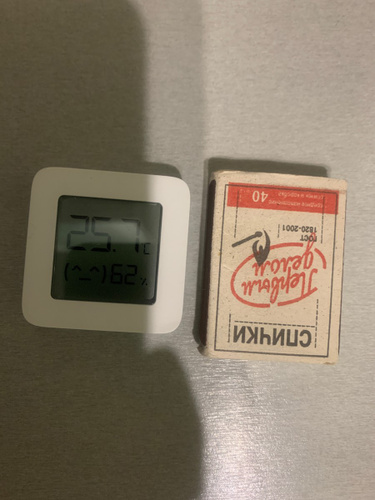 25.7°C
(^_^) 62%
СПИЧКИ
Первым
делом
ГОСТ
1820-2001
40